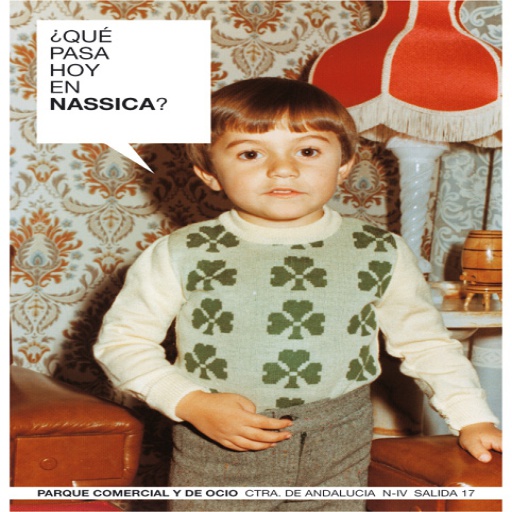 ¿QUÉ
PASA
HOY
EN
NASSICA?
PARQUE COMERCIAL Y DE OCIO CTRA. DE ANDALUCIA N-IV SALIDA 17